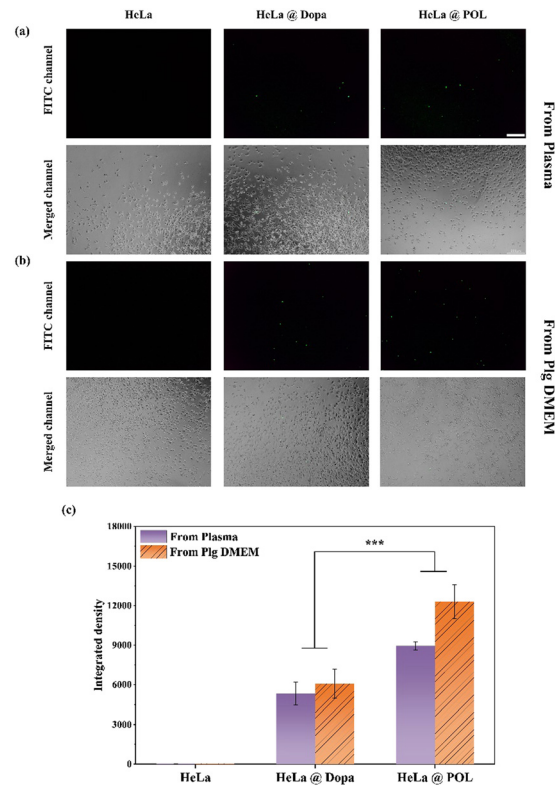 HeLa HeLa @ Dopa HeLa @ POL
(a)
FITC channel
Merged channel
From Plasma
(b)
FITC channel
Merged channel
From Plg DMEM
(c)
Integrated density
18000
15000
12000
9000
6000
3000
0
From Plasma
From Plg DMEM
***
HeLa HeLa @ Dopa HeLa @ POL